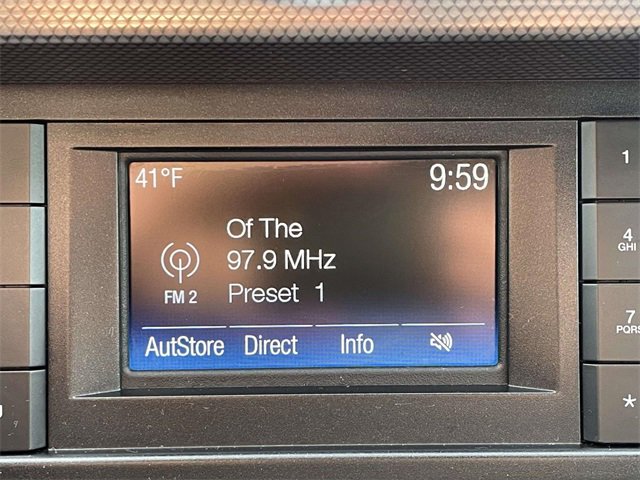 41°F 9:59
Of The
97.9 MHz
FM 2
Preset 1
AutStore Direct Info
1
4
GHI
7
PQRS
*